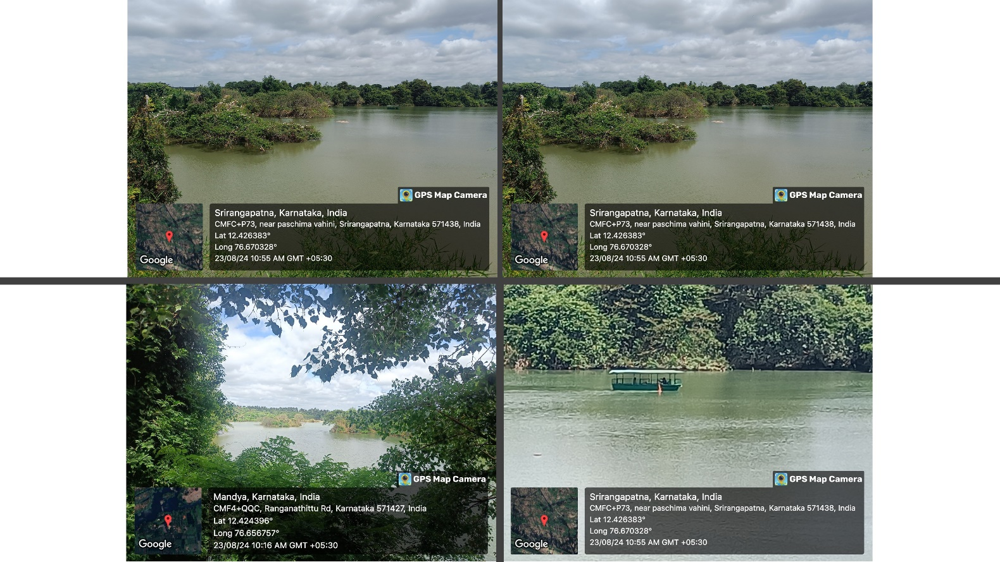 GPS Map Camera
Srirangapatna, Karnataka, India
CMFC+P73, near paschima vahini, Srirangapatna, Karnataka 571438, India
Lat 12.426383°
Long 76.670328°
23/08/24 10:55 AM GMT +05:30
Google
GPS Map Camera
Srirangapatna, Karnataka, India
CMFC+P73, near paschima vahini, Srirangapatna, Karnataka 571438, India
Lat 12.426383°
Long 76.670328°
23/08/24 10:55 AM GMT +05:30
Google
GPS Map Camera
Mandya, Karnataka, India
CMF4+QQC, Ranganathittu Rd, Karnataka 571427, India
Lat 12.424396°
Long 76.656757°
23/08/24 10:16 AM GMT +05:30
Google
GPS Map Camera
Srirangapatna, Karnataka, India
CMFC+P73, near paschima vahini, Srirangapatna, Karnataka 571438, India
Lat 12.426383°
Long 76.670328°
23/08/24 10:55 AM GMT +05:30
Google